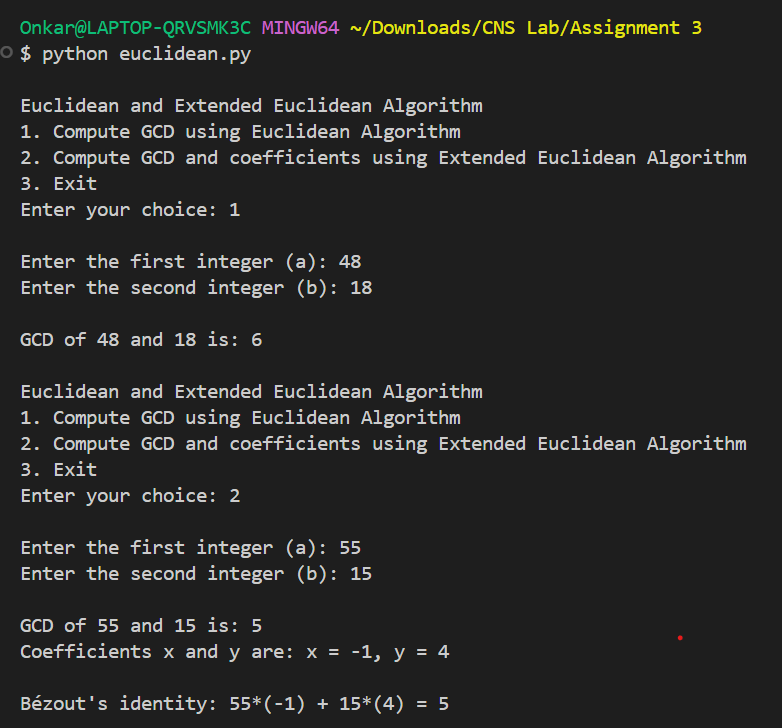 Onkar@LAPTOP-QRVSMK3C MINGW64 ~/Downloads/CNS Lab/Assignment 3
$ python euclidean.py
Euclidean and Extended Euclidean Algorithm
1. Compute GCD using Euclidean Algorithm
2. Compute GCD and coefficients using Extended Euclidean Algorithm
3. Exit
Enter your choice: 1
Enter the first integer (a): 48
Enter the second integer (b): 18
GCD of 48 and 18 is: 6
Euclidean and Extended Euclidean Algorithm
1. Compute GCD using Euclidean Algorithm
2. Compute GCD and coefficients using Extended Euclidean Algorithm
3. Exit
Enter your choice: 2
Enter the first integer (a): 55
Enter the second integer (b): 15
GCD of 55 and 15 is: 5
Coefficients x and y are: x = -1, y = 4
Bézout's identity: 55*(-1) + 15*(4) = 5